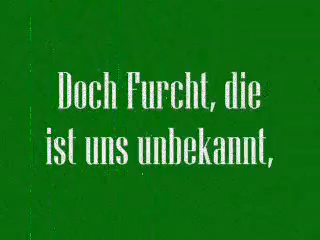 Doch Furcht, die
ist uns unbekannt,